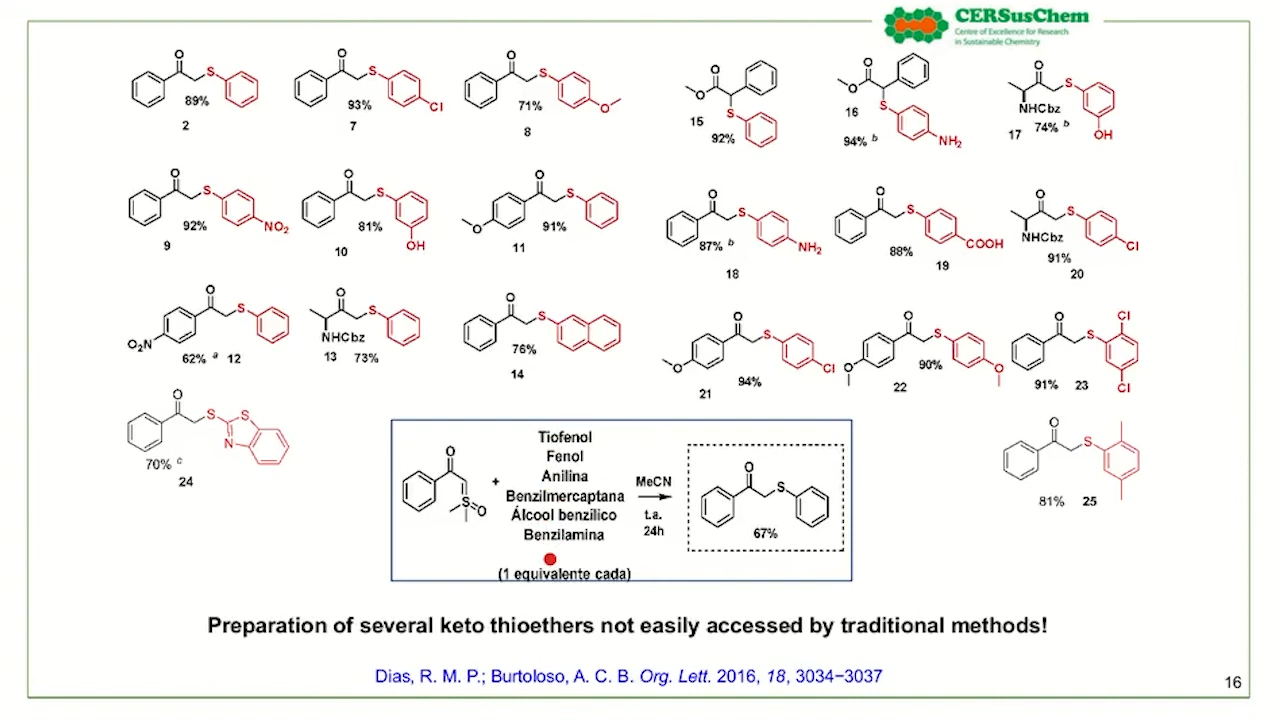 CERSusChem
Centre of Excellence for Research
in Sustainable Chemistry
O
S
89%
2
O
S
Cl
93%
7
O
S
O
71%
8
O
O
S
15
92%
O
O
S
NH2
16
94% b
O
S
NHCbz
OH
17
74% b
O
S
NO2
92%
9
O
S
OH
81%
10
O
S
O
91%
11
O
S
NH2
87% b
18
O
S
COOH
88%
19
O
S
NHCbz
Cl
91%
20
O
S
O2N
62% a 12
O
S
NHCbz
13 73%
O
S
76%
14
O
S
O
Cl
94%
21
O
S
O
O
90%
22
O
S
Cl
Cl
91% 23
O
S
S
N
70% c
24
O
S
81% 25
O
S
O
+
Tiofenol
Fenol
Anilina
Benzilmercaptana
Álcool benzílico
Benzilamina
(1 equivalente cada)
MeCN
t.a.
24h
O
S
67%
Preparation of several keto thioethers not easily accessed by traditional methods!
Dias, R. M. P.; Burtoloso, A. C. B. Org. Lett. 2016, 18, 3034−3037
16